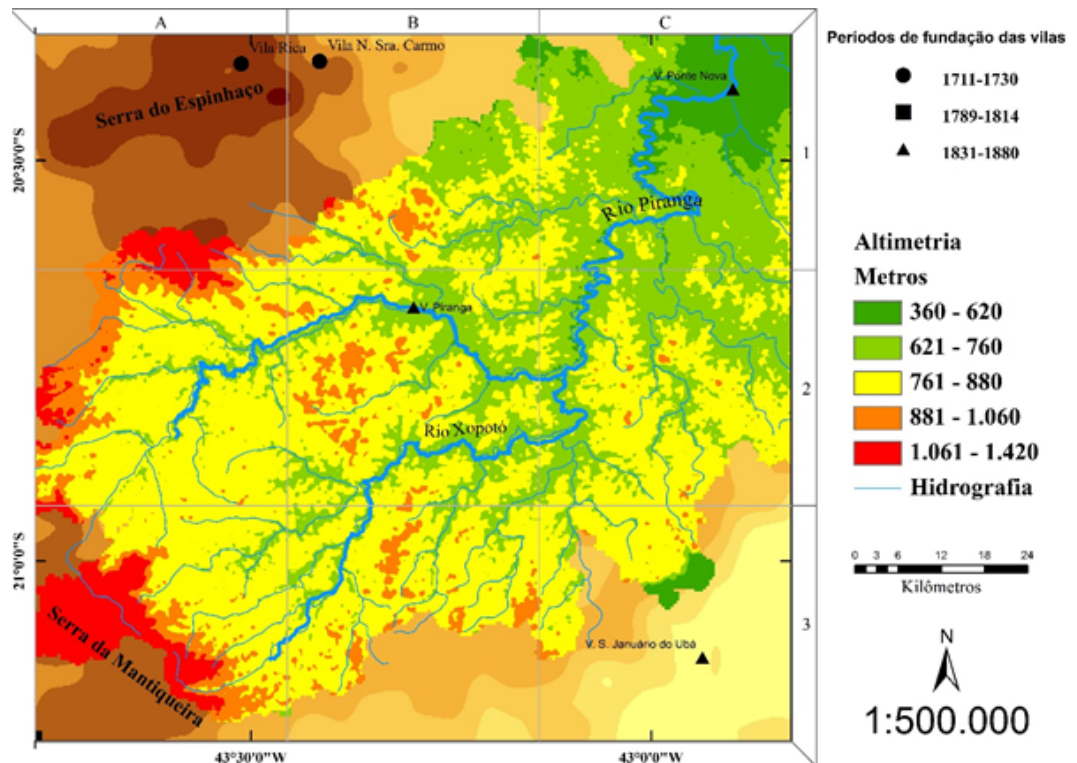 A B C
Vila Rica
Vila N. Sra. Carmo
Serra do Espinhaço
V. Ponte Nova
20°30'0"S
1
Rio Piranga
V. Piranga
2
Rio Xopotó
21°0'0"S
3
V. S. Januário do Ubá
Serra da Mantiqueira
43°30'0"W
43°0'0"W
Períodos de fundação das vilas
1711-1730
1789-1814
1831-1880
Altimetria
Metros
360 - 620
621 - 760
761 - 880
881 - 1.060
1.061 - 1.420
Hidrografia
0 3 6 12 18 24
Kilômetros
N
1:500.000